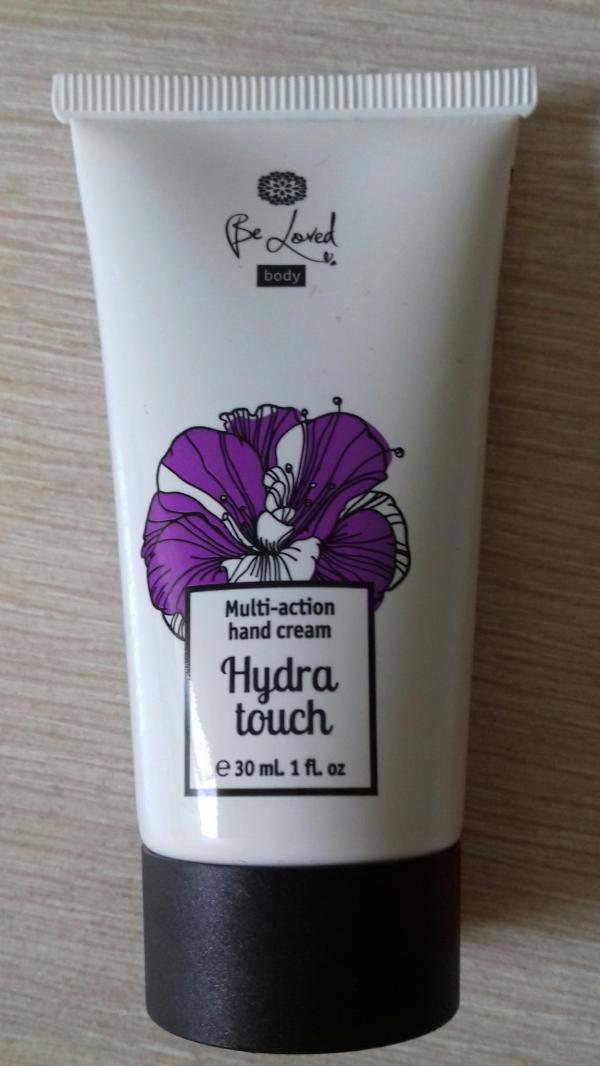 Be Loved
body
Multi-action
hand cream
Hydra
touch
℮ 30 ml. 1 fl. oz